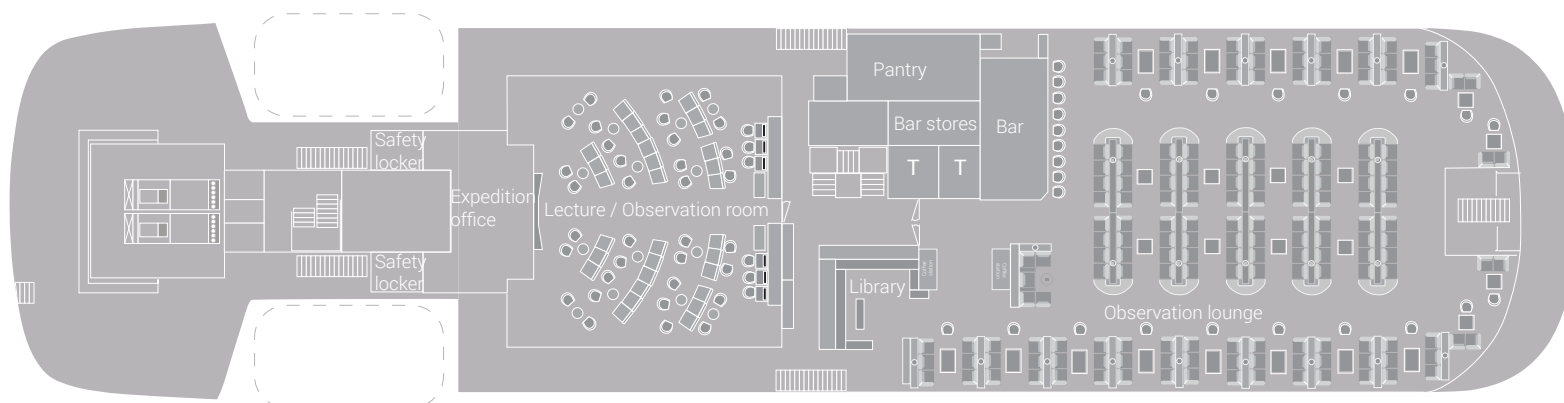 Pantry
Safety
locker
Bar stores
Bar
T T
Expedition
office
Lecture / Observation room
Safety
locker
Library
Observation lounge